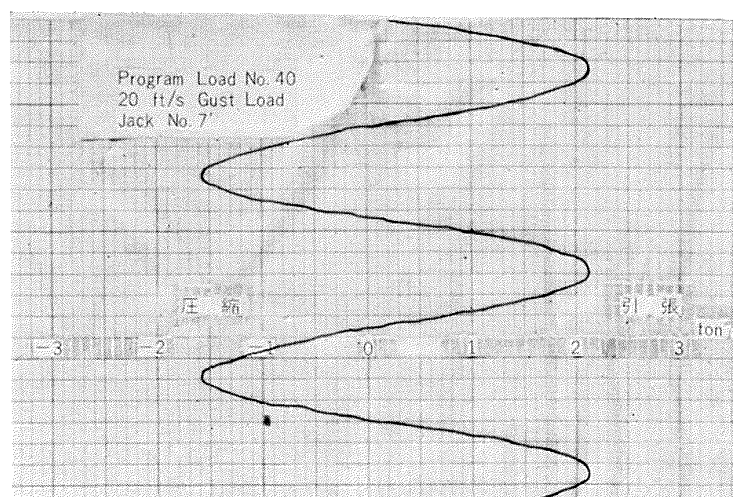 Program Load No. 40
20 ft/s Gust Load
Jack No. 7'
圧 縮 引 張
ton
-3 -2 -1 0 1 2 3